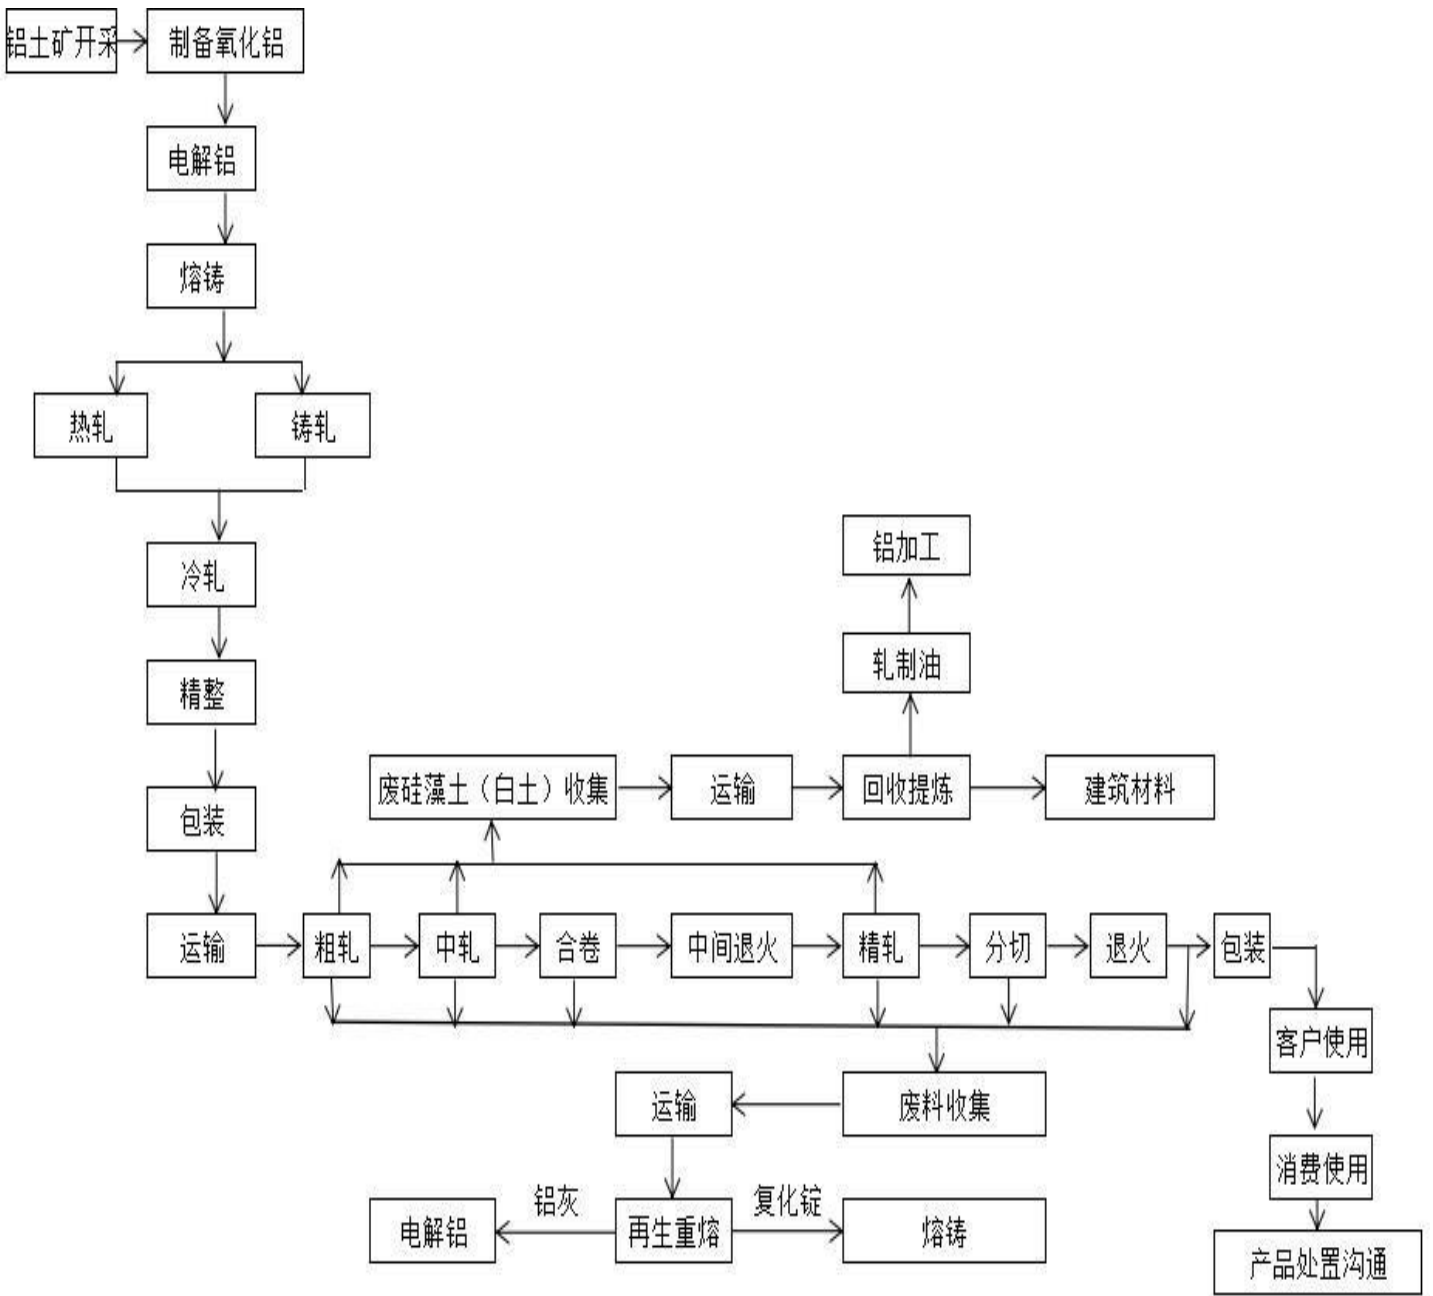 铝土矿开采
制备氧化铝
电解铝
熔铸
热轧
铸轧
冷轧
铝加工
轧制油
精整
废硅藻土（白土）收集
运输
回收提炼
建筑材料
包装
运输
粗轧
中轧
合卷
中间退火
精轧
分切
退火
包装
客户使用
运输
废料收集
消费使用
铝灰
复化锭
电解铝
再生重熔
熔铸
产品处置沟通